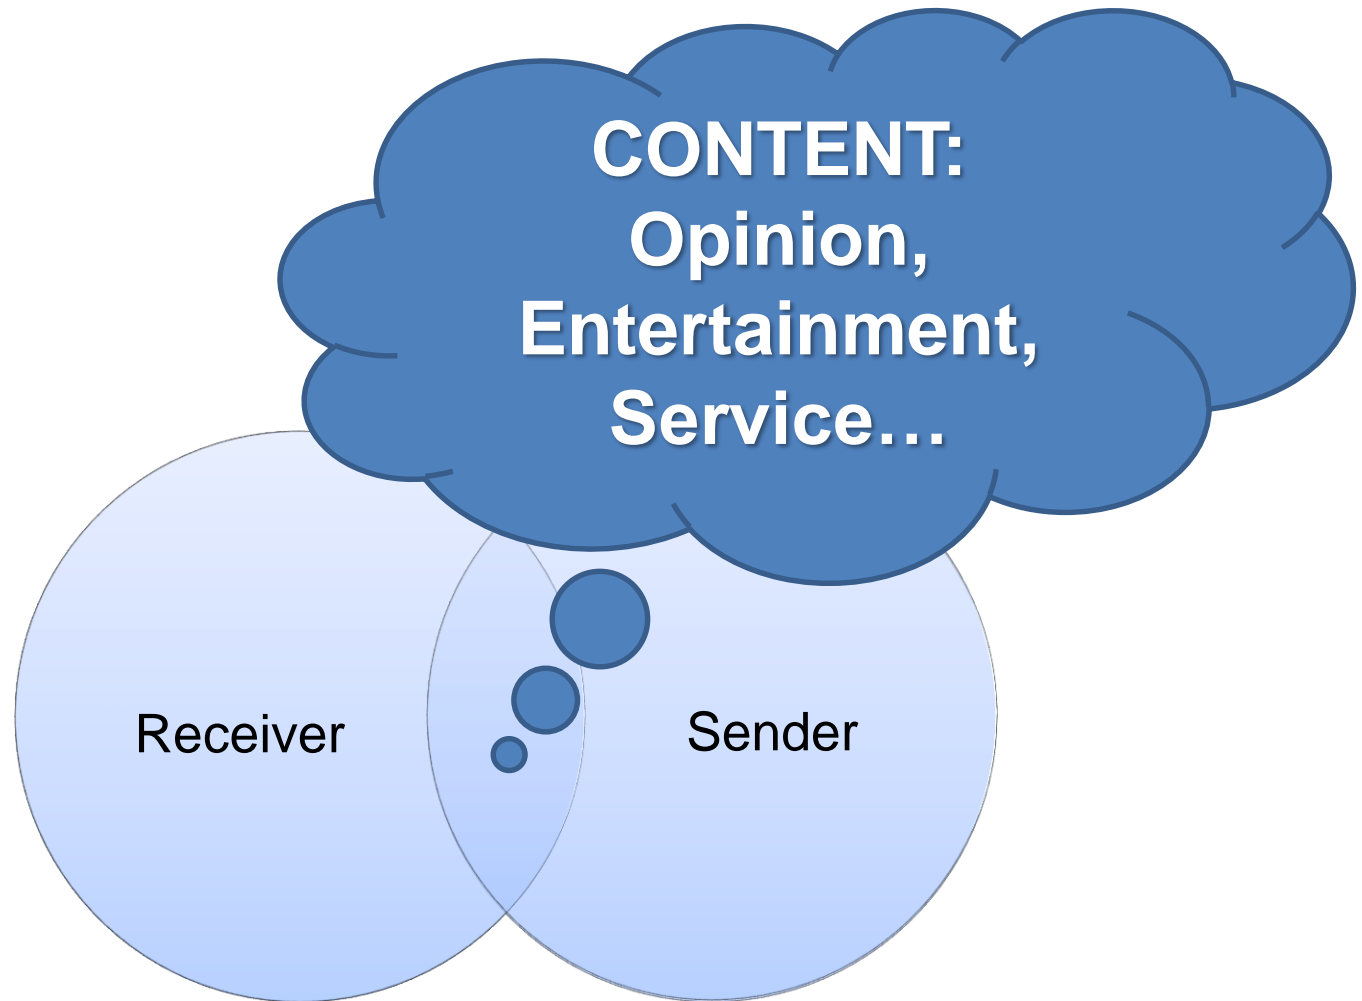 CONTENT:
Opinion,
Entertainment,
Service…
Receiver
Sender